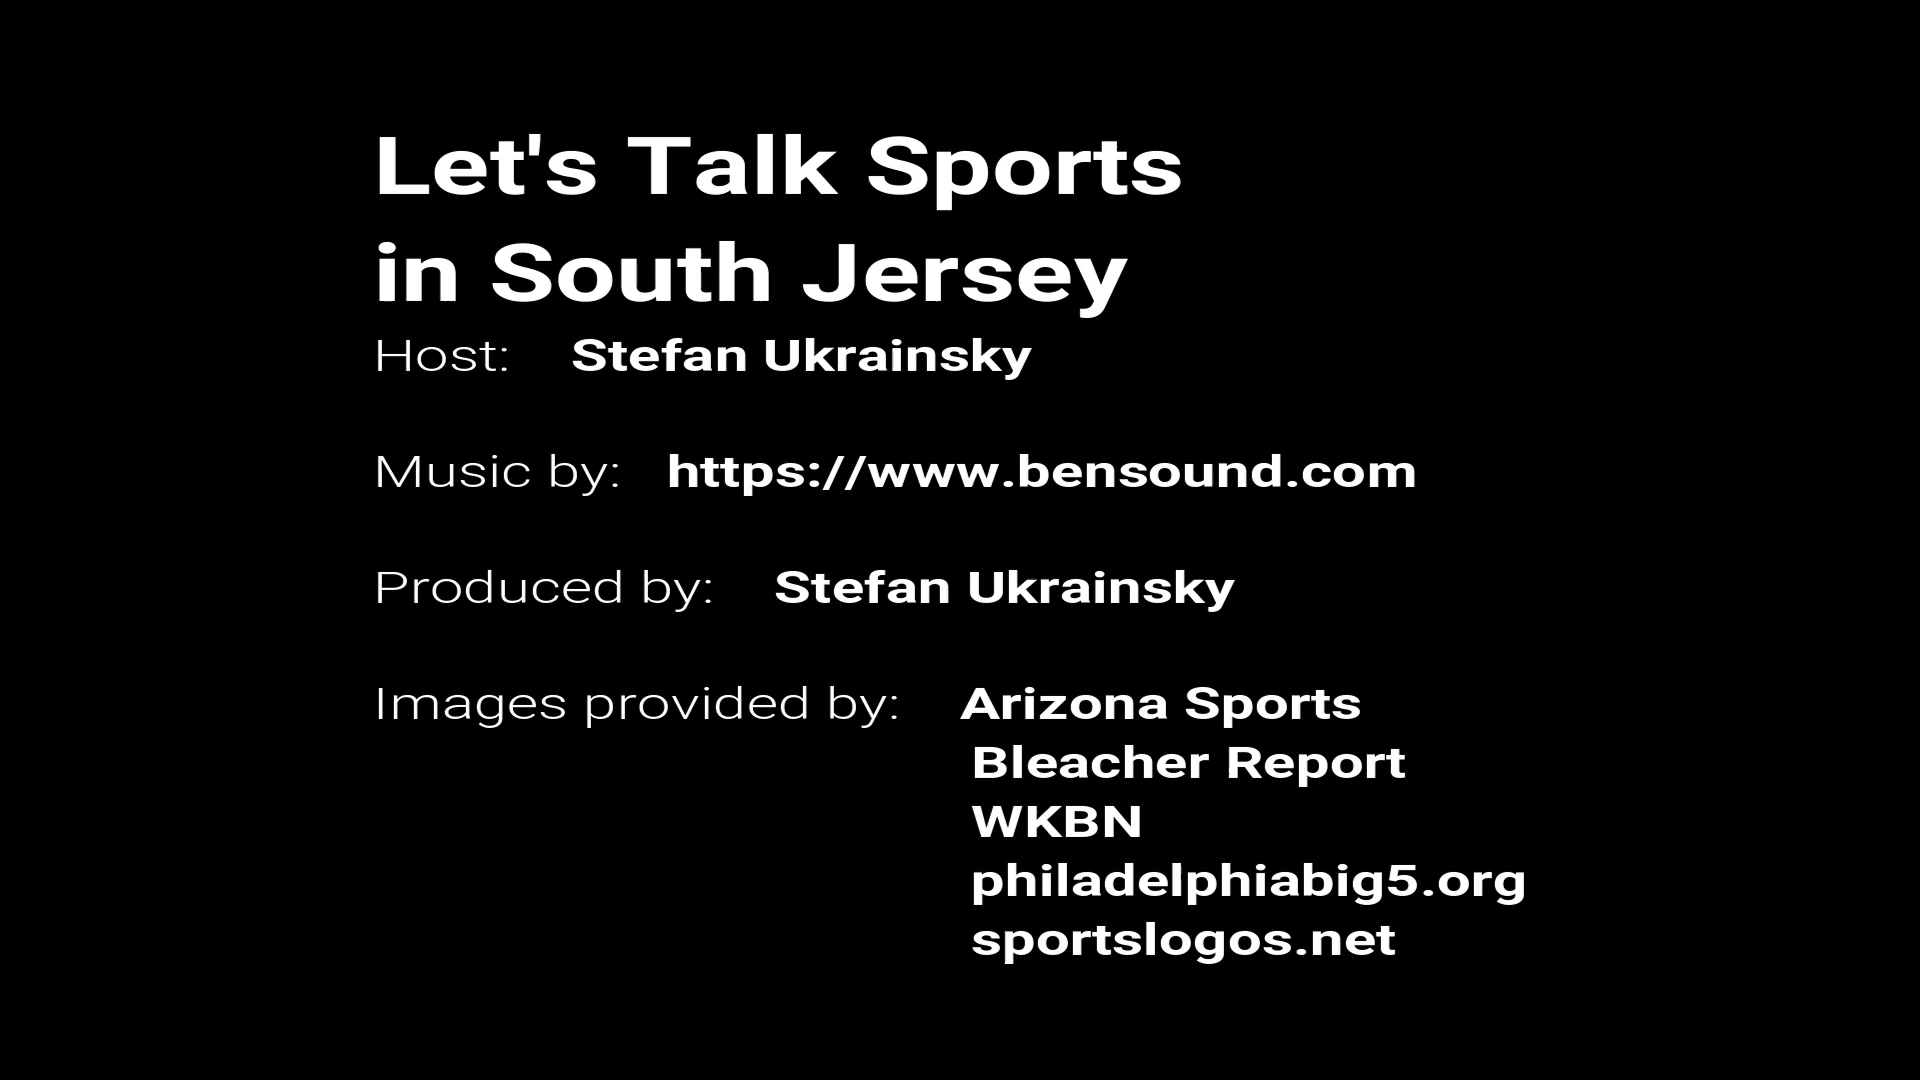 Let's Talk Sports
in South Jersey
Host: Stefan Ukrainsky
Music by: https://www.bensound.com
Produced by: Stefan Ukrainsky
Images provided by: Arizona Sports
Bleacher Report
WKBN
philadelphiabig5.org
sportslogos.net